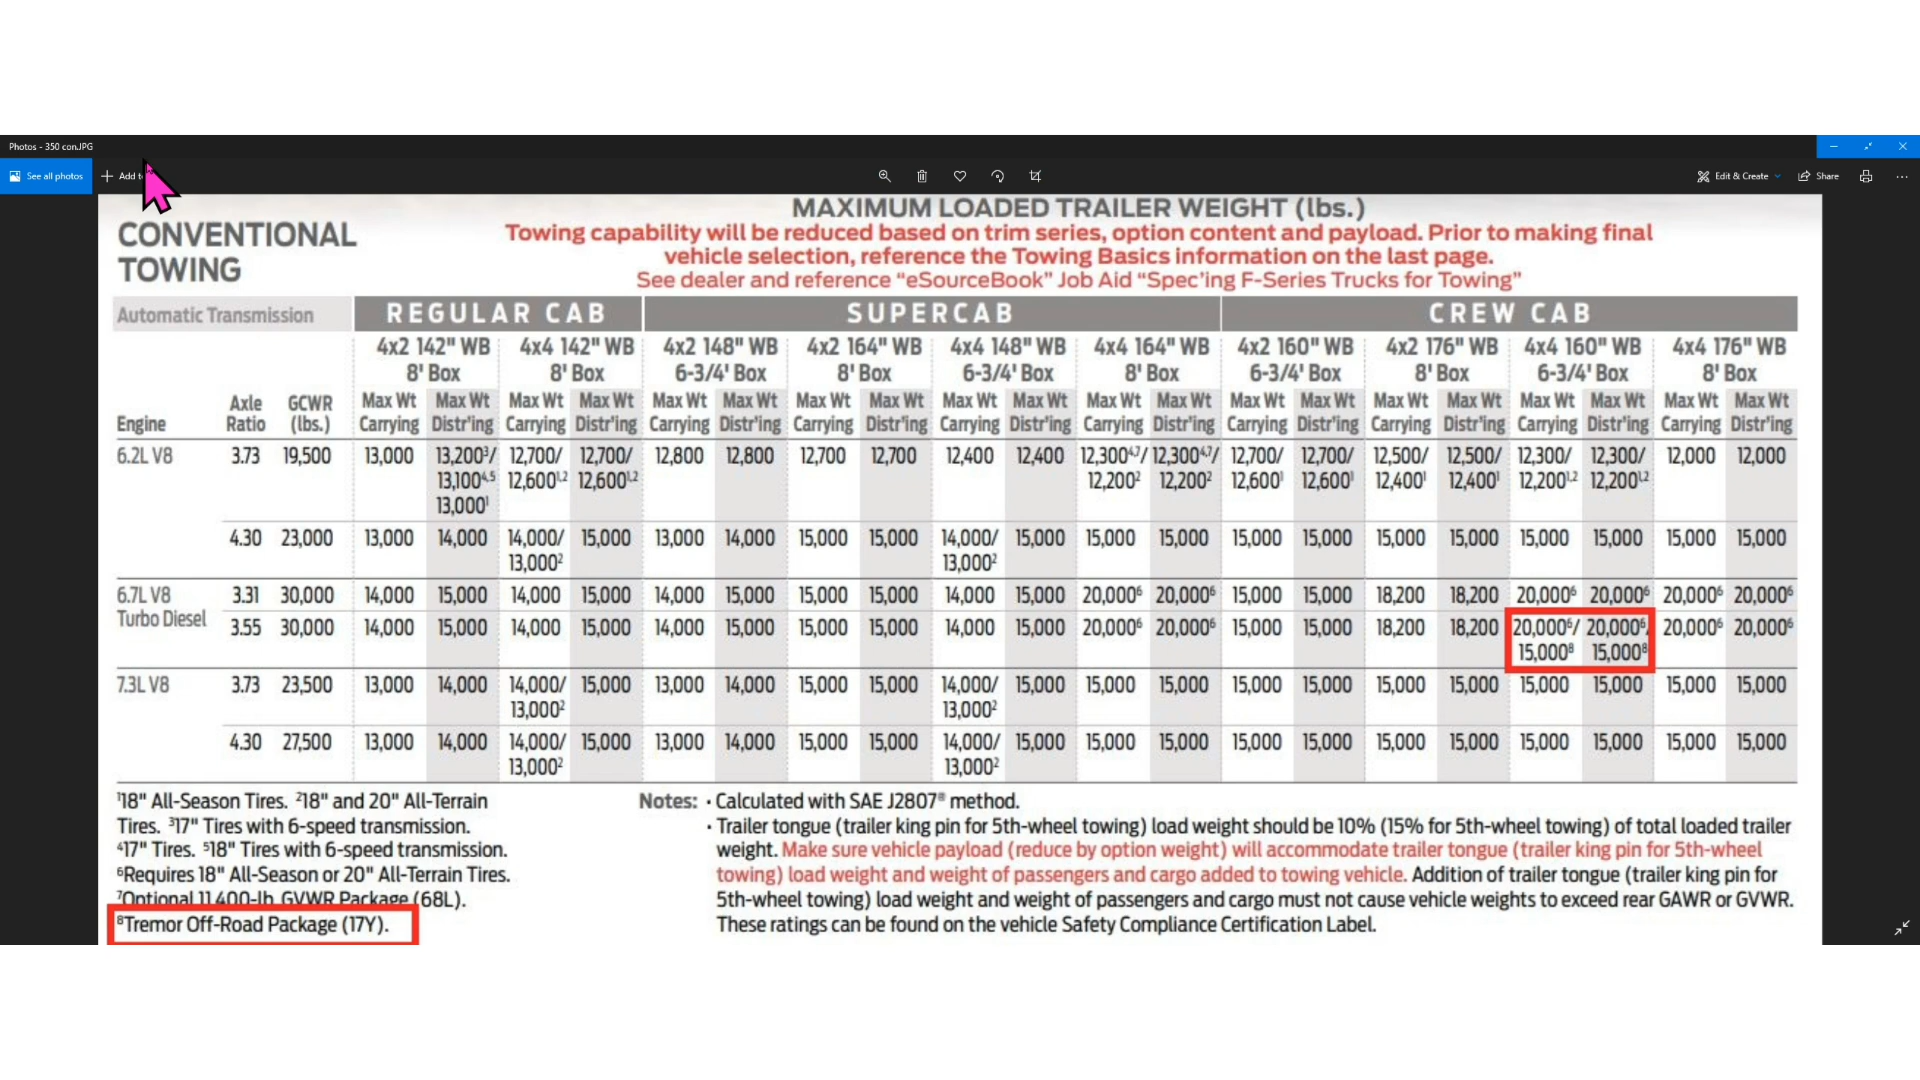 Photos - 350 con.JPG
See all photos
Add t
Edit & Create
Share
CONVENTIONAL
TOWING
MAXIMUM LOADED TRAILER WEIGHT (lbs.)
Towing capability will be reduced based on trim series, option content and payload. Prior to making final
vehicle selection, reference the Towing Basics information on the last page.
See dealer and reference “eSourceBook” Job Aid “Spec’ing F-Series Trucks for Towing”
Automatic Transmission REGULAR CAB SUPERCAB CREW CAB
4x2 142" WB 4x4 142" WB 4x2 148" WB 4x2 164" WB 4x4 148" WB 4x4 164" WB 4x2 160" WB 4x2 176" WB 4x4 160" WB 4x4 176" WB
8' Box 8' Box 6-3/4' Box 8' Box 6-3/4' Box 8' Box 6-3/4' Box 8' Box 6-3/4' Box 8' Box
Axle GCWR Max Wt Max Wt Max Wt Max Wt Max Wt Max Wt Max Wt Max Wt Max Wt Max Wt Max Wt Max Wt Max Wt Max Wt Max Wt Max Wt Max Wt Max Wt Max Wt Max Wt
Engine Ratio (lbs.) Carrying Distr'ing Carrying Distr'ing Carrying Distr'ing Carrying Distr'ing Carrying Distr'ing Carrying Distr'ing Carrying Distr'ing Carrying Distr'ing Carrying Distr'ing Carrying Distr'ing
6.2L V8 3.73 19,500 13,000 13,200³/ 12,700/ 12,700/ 12,800 12,800 12,700 12,700 12,400 12,400 12,300⁴,⁷/ 12,300⁴,⁷/ 12,700/ 12,700/ 12,500/ 12,500/ 12,300/ 12,300/ 12,000 12,000
13,100⁴,⁵ 12,600¹,² 12,600¹,² 12,200² 12,200² 12,600¹ 12,600¹ 12,400¹ 12,400¹ 12,200¹,² 12,200¹,²
13,000¹
4.30 23,000 13,000 14,000 14,000/ 15,000 13,000 14,000 15,000 15,000 14,000/ 15,000 15,000 15,000 15,000 15,000 15,000 15,000 15,000 15,000 15,000 15,000
13,000² 13,000²
6.7L V8 3.31 30,000 14,000 15,000 14,000 15,000 14,000 15,000 15,000 15,000 14,000 15,000 20,000⁶ 20,000⁶ 15,000 15,000 18,200 18,200 20,000⁶ 20,000⁶ 20,000⁶ 20,000⁶
Turbo Diesel 3.55 30,000 14,000 15,000 14,000 15,000 14,000 15,000 15,000 15,000 14,000 15,000 20,000⁶ 20,000⁶ 15,000 15,000 18,200 18,200 20,000⁶/ 20,000⁶/ 20,000⁶ 20,000⁶
15,000⁸ 15,000⁸
7.3L V8 3.73 23,500 13,000 14,000 14,000/ 15,000 13,000 14,000 15,000 15,000 14,000/ 15,000 15,000 15,000 15,000 15,000 15,000 15,000 15,000 15,000 15,000 15,000
13,000² 13,000²
4.30 27,500 13,000 14,000 14,000/ 15,000 13,000 14,000 15,000 15,000 14,000/ 15,000 15,000 15,000 15,000 15,000 15,000 15,000 15,000 15,000 15,000 15,000
13,000² 13,000²
¹18" All-Season Tires. ²18" and 20" All-Terrain
Tires. ³17" Tires with 6-speed transmission.
⁴17" Tires. ⁵18" Tires with 6-speed transmission.
⁶Requires 18" All-Season or 20" All-Terrain Tires.
⁷Optional 11,400-lb. GVWR Package (68L).
⁸Tremor Off-Road Package (17Y).
Notes: · Calculated with SAE J2807® method.
· Trailer tongue (trailer king pin for 5th-wheel towing) load weight should be 10% (15% for 5th-wheel towing) of total loaded trailer
weight. Make sure vehicle payload (reduce by option weight) will accommodate trailer tongue (trailer king pin for 5th-wheel
towing) load weight and weight of passengers and cargo added to towing vehicle. Addition of trailer tongue (trailer king pin for
5th-wheel towing) load weight and weight of passengers and cargo must not cause vehicle weights to exceed rear GAWR or GVWR.
These ratings can be found on the vehicle Safety Compliance Certification Label.